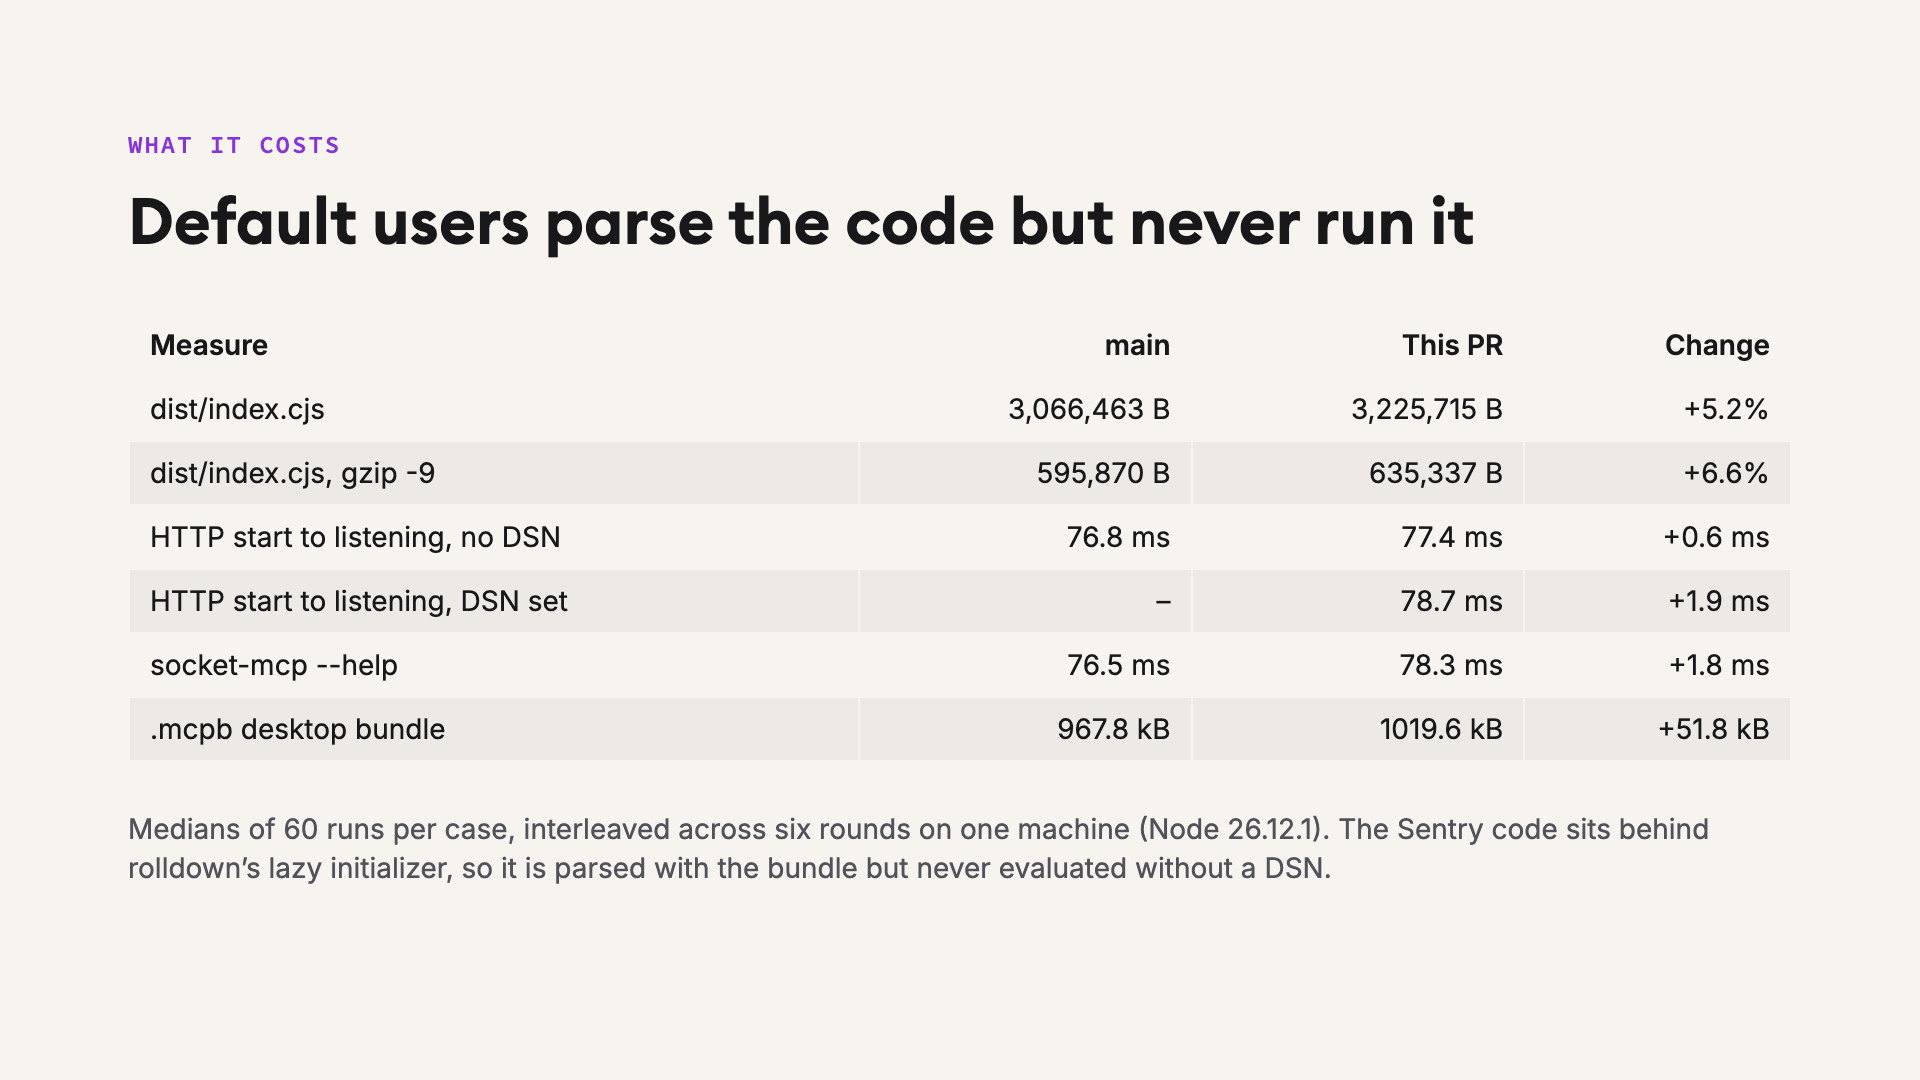 WHAT IT COSTS
Default users parse the code but never run it
Measure main This PR Change
dist/index.cjs 3,066,463 B 3,225,715 B +5.2%
dist/index.cjs, gzip -9 595,870 B 635,337 B +6.6%
HTTP start to listening, no DSN 76.8 ms 77.4 ms +0.6 ms
HTTP start to listening, DSN set – 78.7 ms +1.9 ms
socket-mcp --help 76.5 ms 78.3 ms +1.8 ms
.mcpb desktop bundle 967.8 kB 1019.6 kB +51.8 kB
Medians of 60 runs per case, interleaved across six rounds on one machine (Node 26.12.1). The Sentry code sits behind
rolldown’s lazy initializer, so it is parsed with the bundle but never evaluated without a DSN.